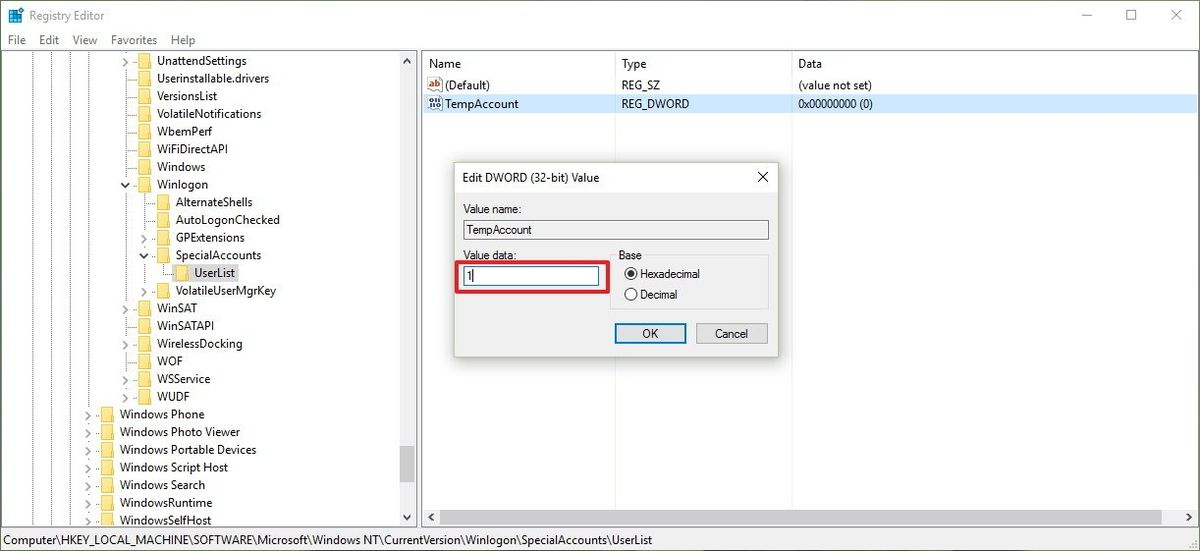 Registry Editor
File Edit View Favorites Help
UnattendSettings
Userinstallable.drivers
VersionsList
VolatileNotifications
WbemPerf
WiFiDirectAPI
Windows
Winlogon
AlternateShells
AutoLogonChecked
GPExtensions
SpecialAccounts
UserList
VolatileUserMgrKey
WinSAT
WinSATAPI
WirelessDocking
WOF
WSService
WUDF
Windows Phone
Windows Photo Viewer
Windows Portable Devices
Windows Script Host
Windows Search
WindowsRuntime
WindowsSelfHost
Name Type Data
ab (Default) REG_SZ (value not set)
TempAccount REG_DWORD 0x00000000 (0)
Edit DWORD (32-bit) Value
Value name:
TempAccount
Value data: Base
1
Hexadecimal
Decimal
OK Cancel
Computer\HKEY_LOCAL_MACHINE\SOFTWARE\Microsoft\Windows NT\CurrentVersion\Winlogon\SpecialAccounts\UserList